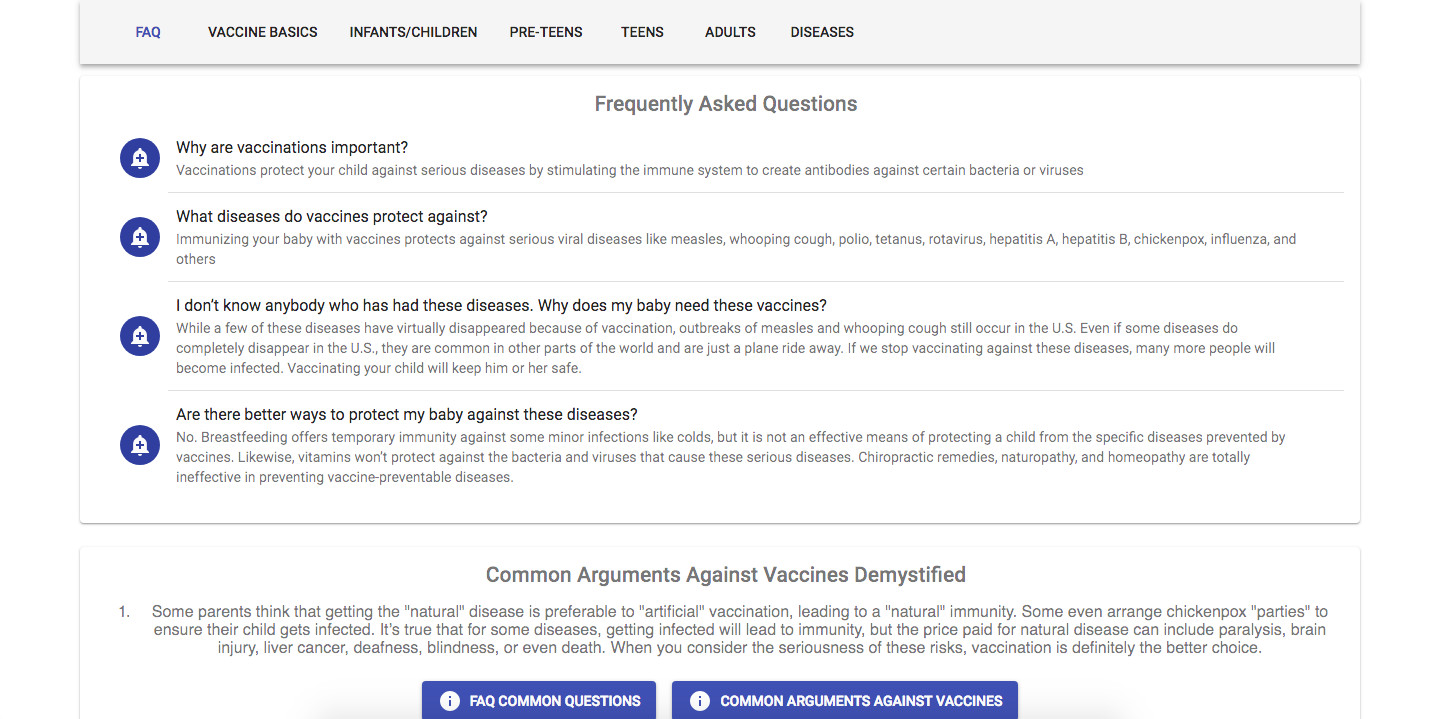 FAQ VACCINE BASICS INFANTS/CHILDREN PRE-TEENS TEENS ADULTS DISEASES
Frequently Asked Questions
Why are vaccinations important?
Vaccinations protect your child against serious diseases by stimulating the immune system to create antibodies against certain bacteria or viruses
What diseases do vaccines protect against?
Immunizing your baby with vaccines protects against serious viral diseases like measles, whooping cough, polio, tetanus, rotavirus, hepatitis A, hepatitis B, chickenpox, influenza, and
others
I don’t know anybody who has had these diseases. Why does my baby need these vaccines?
While a few of these diseases have virtually disappeared because of vaccination, outbreaks of measles and whooping cough still occur in the U.S. Even if some diseases do
completely disappear in the U.S., they are common in other parts of the world and are just a plane ride away. If we stop vaccinating against these diseases, many more people will
become infected. Vaccinating your child will keep him or her safe.
Are there better ways to protect my baby against these diseases?
No. Breastfeeding offers temporary immunity against some minor infections like colds, but it is not an effective means of protecting a child from the specific diseases prevented by
vaccines. Likewise, vitamins won’t protect against the bacteria and viruses that cause these serious diseases. Chiropractic remedies, naturopathy, and homeopathy are totally
ineffective in preventing vaccine-preventable diseases.
Common Arguments Against Vaccines Demystified
1. Some parents think that getting the "natural" disease is preferable to "artificial" vaccination, leading to a "natural" immunity. Some even arrange chickenpox "parties" to
ensure their child gets infected. It’s true that for some diseases, getting infected will lead to immunity, but the price paid for natural disease can include paralysis, brain
injury, liver cancer, deafness, blindness, or even death. When you consider the seriousness of these risks, vaccination is definitely the better choice.
FAQ COMMON QUESTIONS COMMON ARGUMENTS AGAINST VACCINES